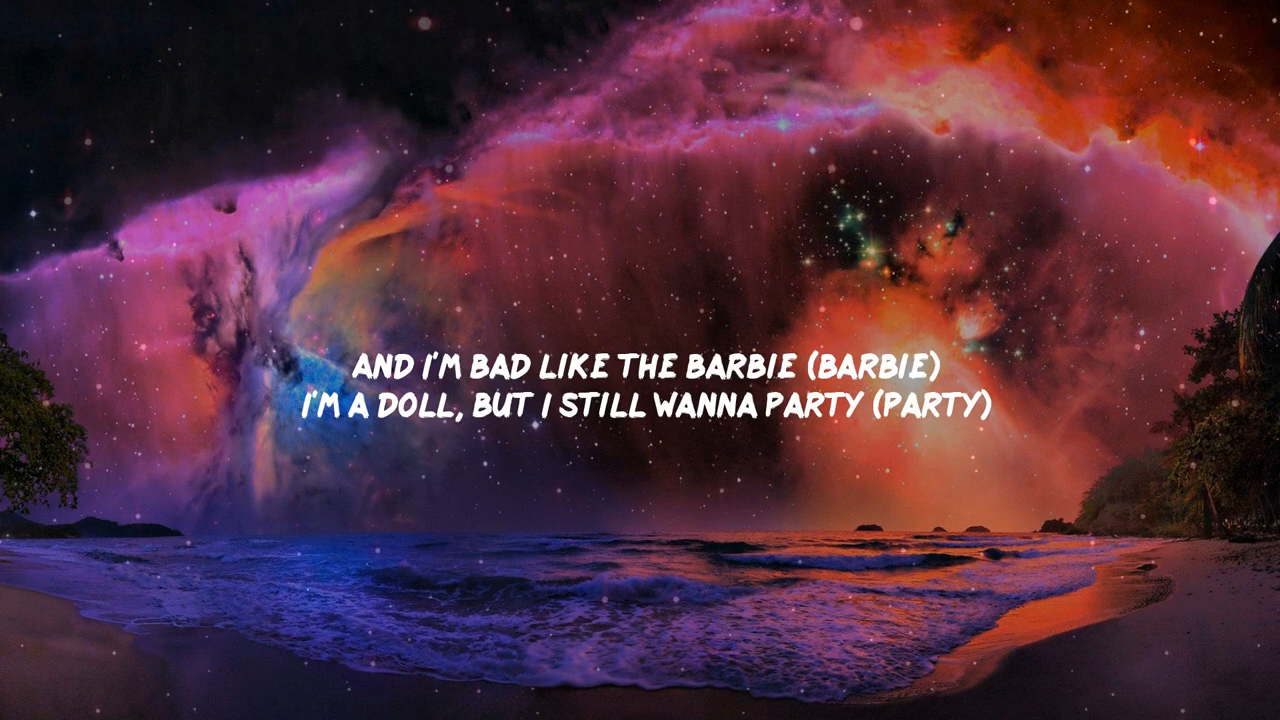 AND I'M BAD LIKE THE BARBIE (BARBIE)
I'M A DOLL, BUT I STILL WANNA PARTY (PARTY)